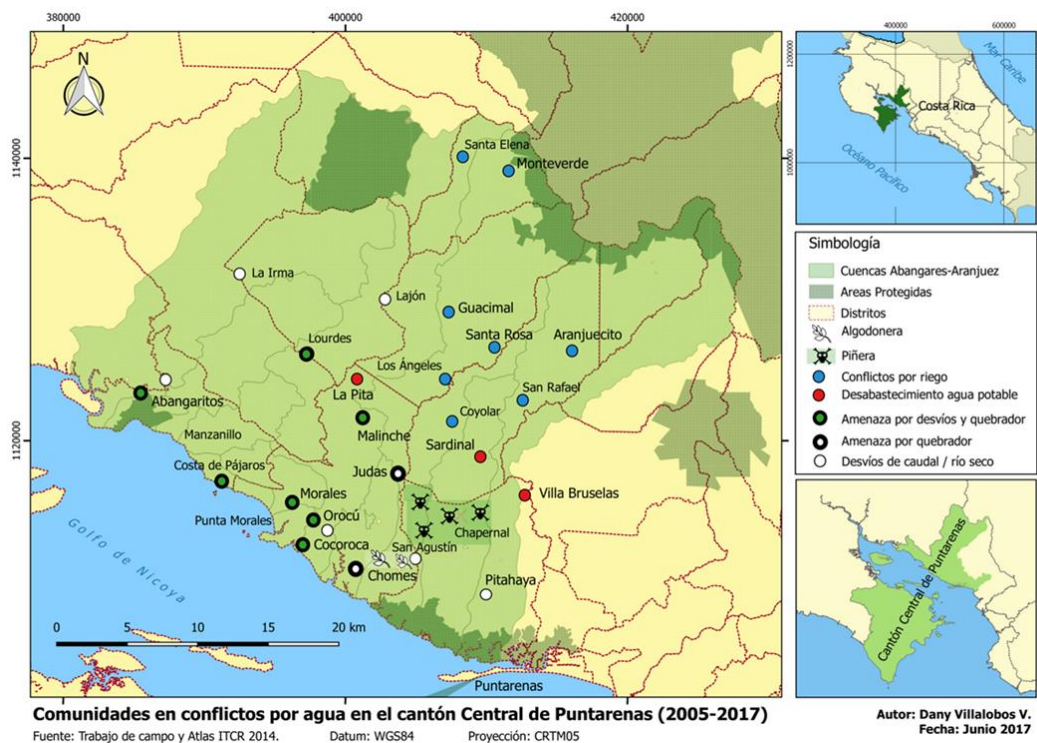 380000
400000
420000
N
1140000
1120000
Santa Elena
Monteverde
La Irma
Lajón
Guacimal
Santa Rosa
Aranjuecito
Lourdes
Los Ángeles
La Pita
San Rafael
Abangaritos
Coyolar
Malinche
Manzanillo
Sardinal
Costa de Pájaros
Judas
Villa Bruselas
Morales
Punta Morales
Orocú
Chapernal
Cocoroca
San Agustín
Chomes
Pitahaya
Golfo de Nicoya
0 5 10 15 20 km
Puntarenas
400000
600000
1200000
1000000
Mar Caribe
Costa Rica
Océano Pacífico
Simbología
Cuencas Abangares-Aranjuez
Areas Protegidas
Distritos
Algodonera
Piñera
Conflictos por riego
Desabastecimiento agua potable
Amenaza por desvíos y quebrador
Amenaza por quebrador
Desvíos de caudal / río seco
Cantón Central de Puntarenas
Comunidades en conflictos por agua en el cantón Central de Puntarenas (2005-2017)
Fuente: Trabajo de campo y Atlas ITCR 2014. Datum: WGS84 Proyección: CRTM05
Autor: Dany Villalobos V.
Fecha: Junio 2017